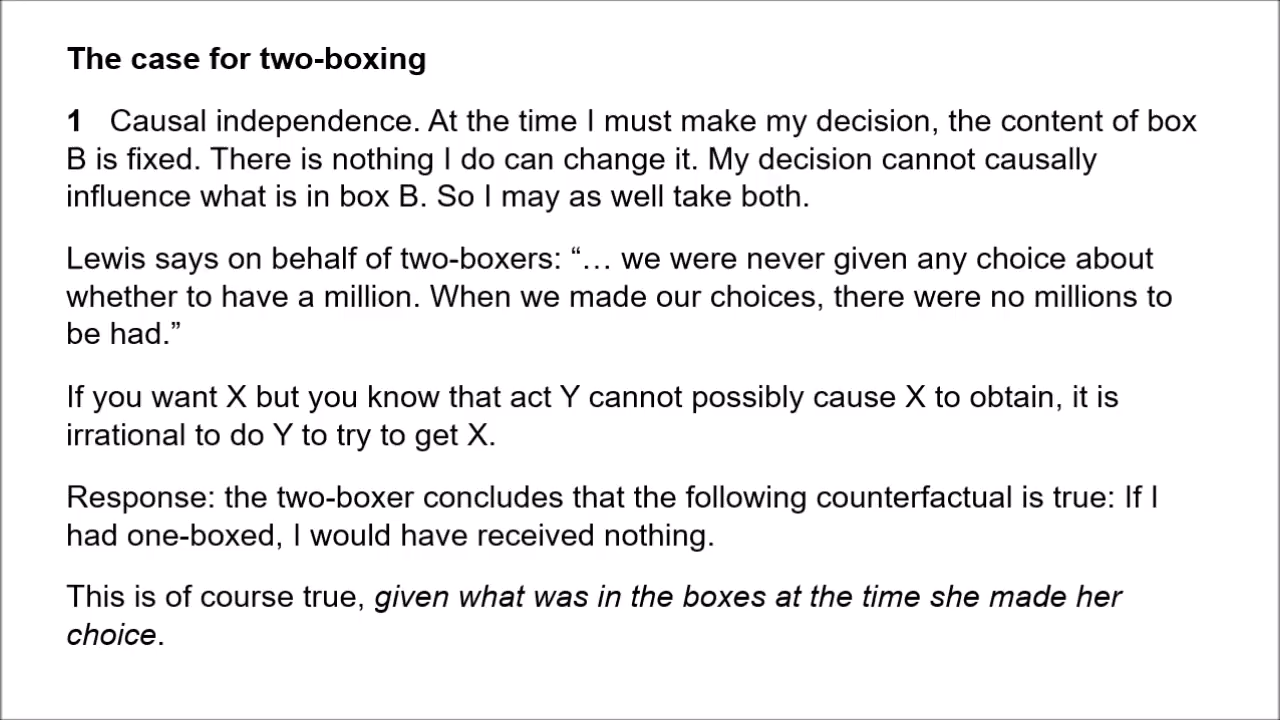 The case for two-boxing
1 Causal independence. At the time I must make my decision, the content of box
B is fixed. There is nothing I do can change it. My decision cannot causally
influence what is in box B. So I may as well take both.
Lewis says on behalf of two-boxers: “… we were never given any choice about
whether to have a million. When we made our choices, there were no millions to
be had.”
If you want X but you know that act Y cannot possibly cause X to obtain, it is
irrational to do Y to try to get X.
Response: the two-boxer concludes that the following counterfactual is true: If I
had one-boxed, I would have received nothing.
This is of course true, given what was in the boxes at the time she made her
choice.